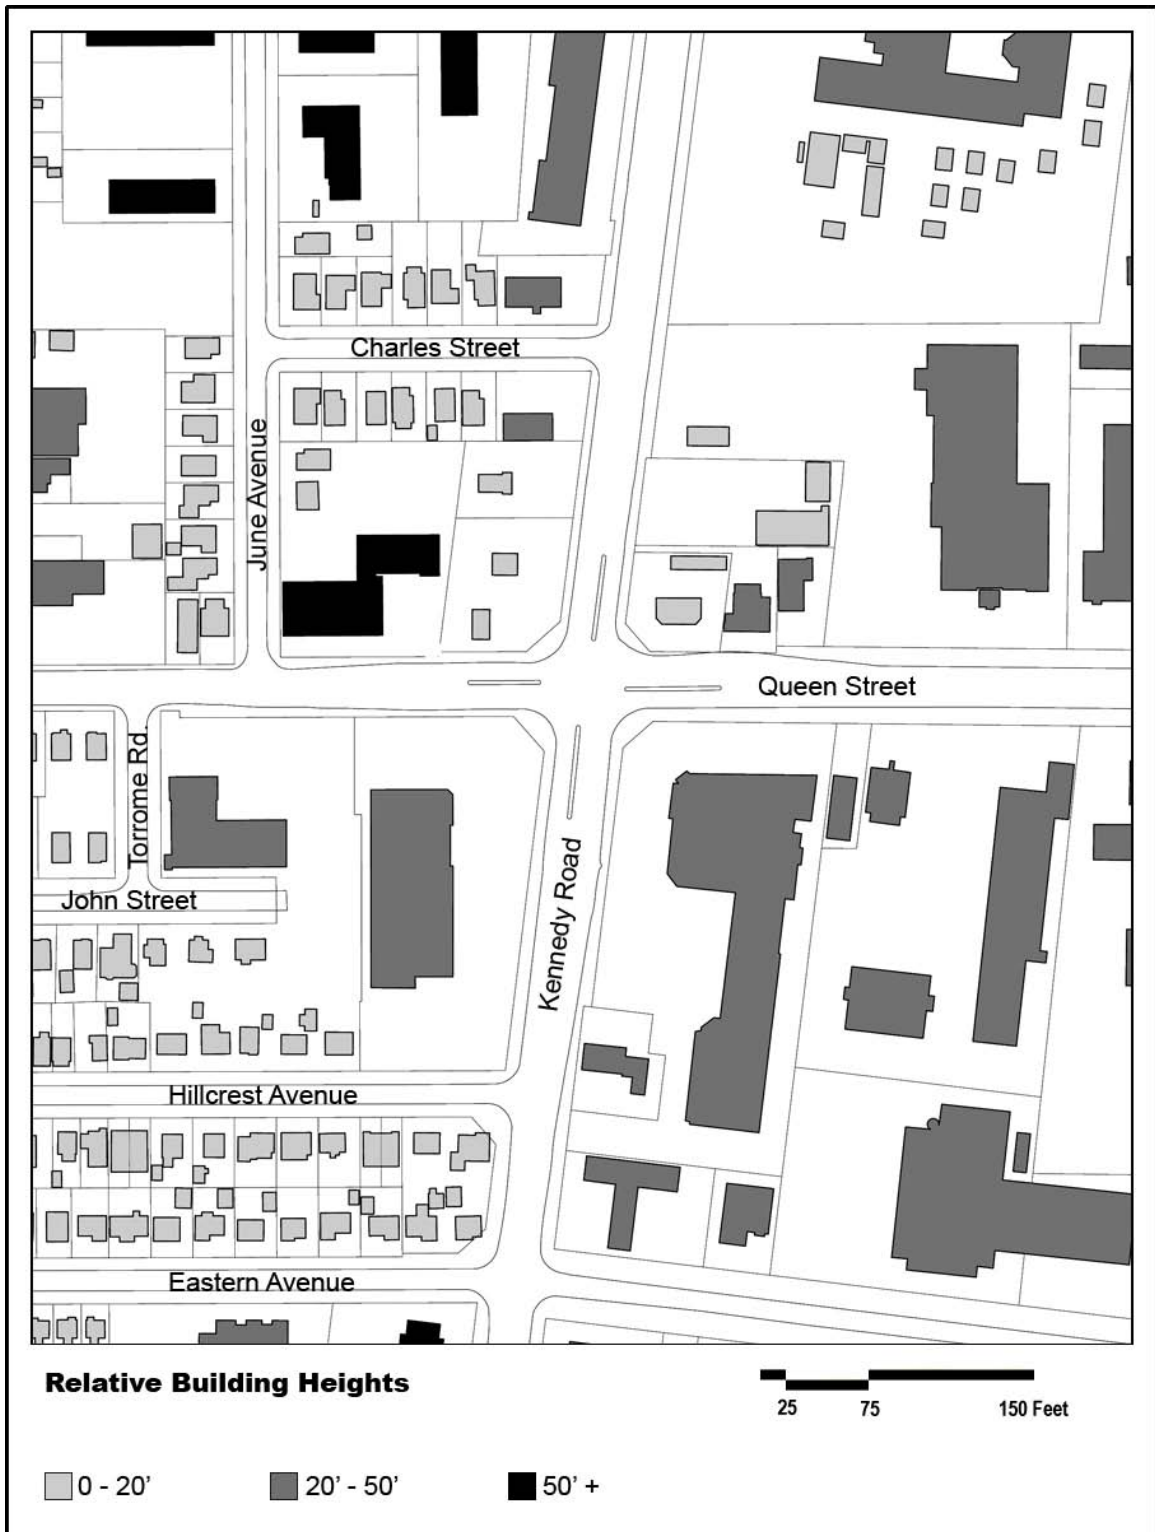 Charles Street
June Avenue
Queen Street
Torrome Rd.
John Street
Kennedy Road
Hillcrest Avenue
Eastern Avenue
Relative Building Heights
25 75 150 Feet
0 - 20’ 20’ - 50’ 50’ +